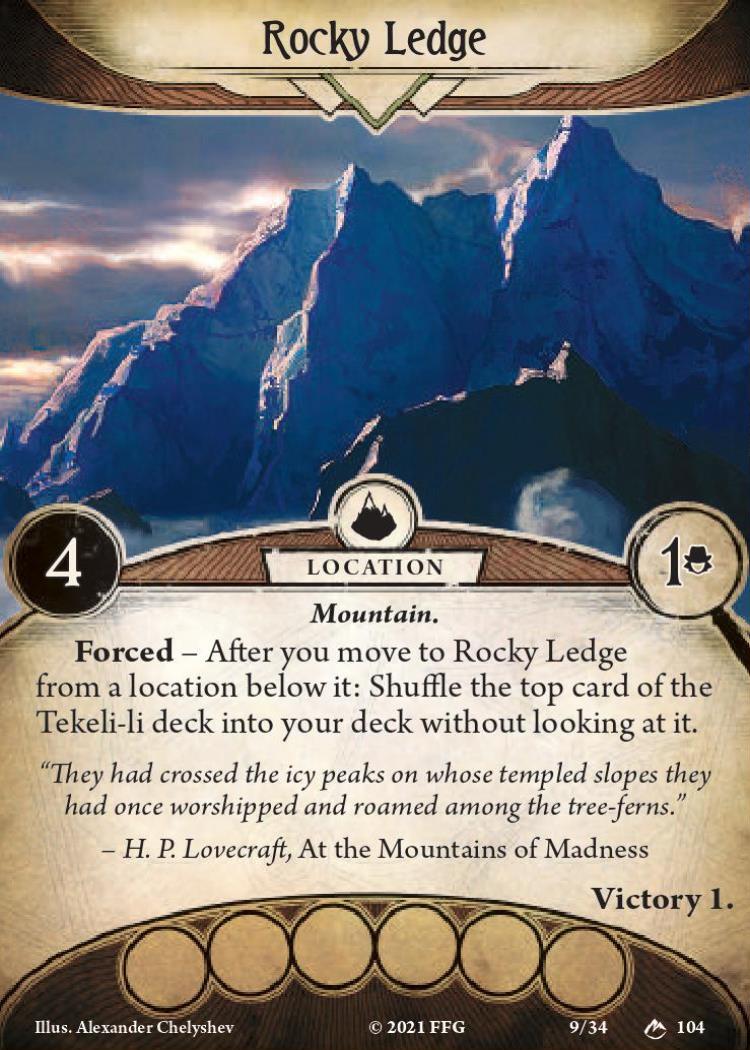 Rocky Ledge
4
1
LOCATION
Mountain.
Forced – After you move to Rocky Ledge
from a location below it: Shuffle the top card of the
Tekeli-li deck into your deck without looking at it.
“They had crossed the icy peaks on whose templed slopes they
had once worshipped and roamed among the tree-ferns.”
– H. P. Lovecraft, At the Mountains of Madness
Victory 1.
Illus. Alexander Chelyshev © 2021 FFG 9/34 104